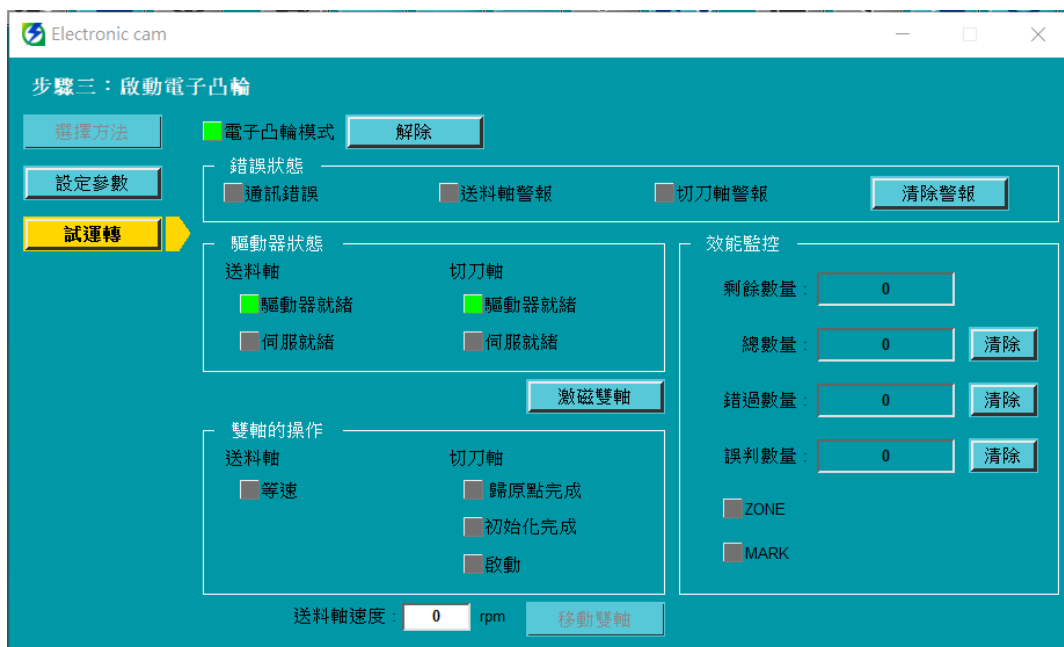 Electronic cam
步驟三：啟動電子凸輪
選擇方法
設定參數
試運轉
電子凸輪模式 解除
錯誤狀態
通訊錯誤 送料軸警報 切刀軸警報 清除警報
驅動器狀態
送料軸 切刀軸
驅動器就緒 驅動器就緒
伺服就緒 伺服就緒
激磁雙軸
雙軸的操作
送料軸 切刀軸
等速 歸原點完成
初始化完成
啟動
送料軸速度： 0 rpm 移動雙軸
效能監控
剩餘數量： 0
總數量： 0 清除
錯過數量： 0 清除
誤判數量： 0 清除
ZONE
MARK